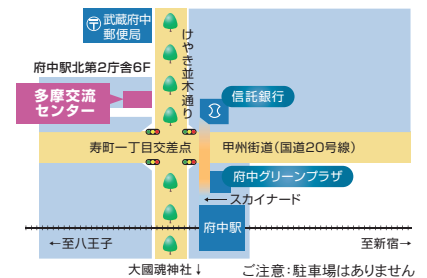 〒武蔵府中
郵便局
けやき並木通り
府中駅北第2庁舎6F
多摩交流
センター
信託銀行
寿町一丁目交差点
甲州街道(国道20号線)
府中グリーンプラザ
←スカイナード
府中駅
←至八王子
至新宿→
大國魂神社↓
ご注意:駐車場はありません